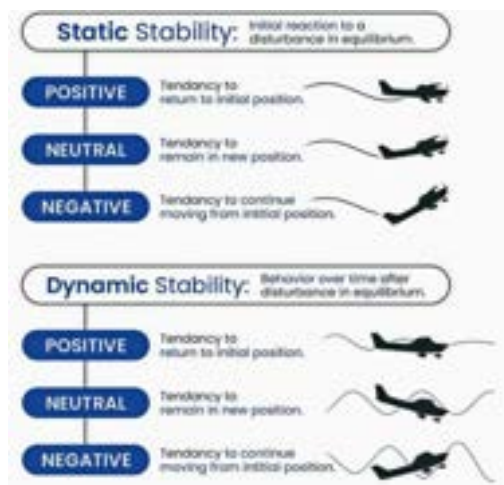 Static Stability:
Initial reaction to a
disturbance in equilibrium.
POSITIVE
Tendancy to
return to initial position.
NEUTRAL
Tendancy to
remain in new position.
NEGATIVE
Tendancy to continue
moving from intitial position.
Dynamic Stability:
Behavior over time after
disturbance in equilibrium.
POSITIVE
Tendancy to
return to initial position.
NEUTRAL
Tendancy to
remain in new position.
NEGATIVE
Tendancy to continue
moving from intitial position.